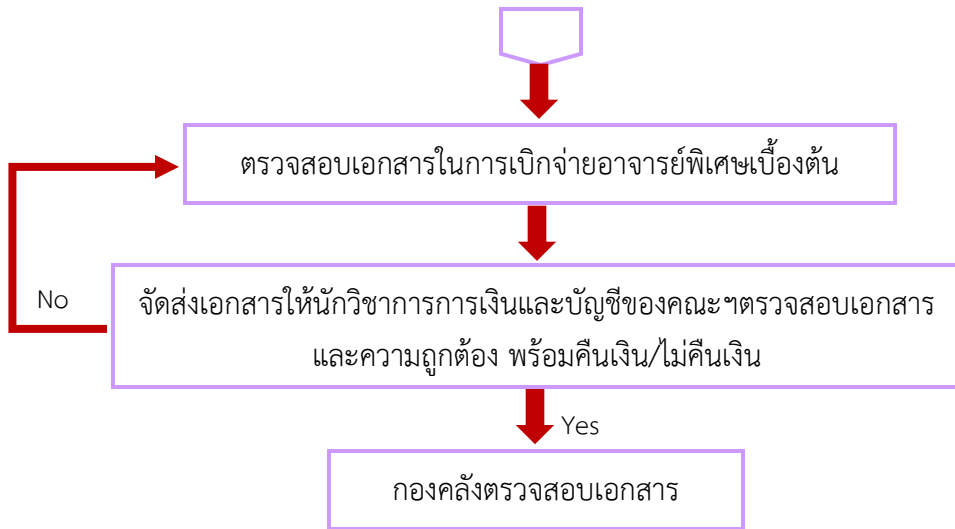 ตรวจสอบเอกสารในการเบิกจ่ายอาจารย์พิเศษเบื้องต้น
No
จัดส่งเอกสารให้นักวิชาการการเงินและบัญชีของคณะฯตรวจสอบเอกสาร
และความถูกต้อง พร้อมคืนเงิน/ไม่คืนเงิน
Yes
กองคลังตรวจสอบเอกสาร